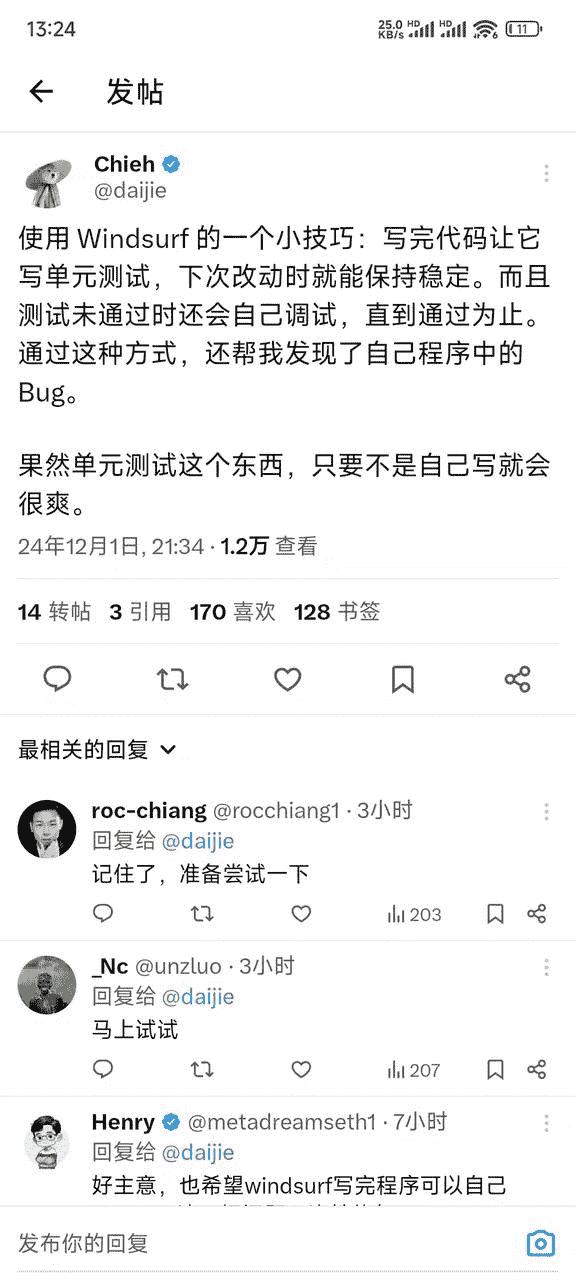 13:24
25.0 KB/s HD HD 6 11
发帖
Chieh
@daijie
使用 Windsurf 的一个小技巧：写完代码让它
写单元测试，下次改动时就能保持稳定。而且
测试未通过时还会自己调试，直到通过为止。
通过这种方式，还帮我发现了自己程序中的
Bug。
果然单元测试这个东西，只要不是自己写就会
很爽。
24年12月1日, 21:34 · 1.2万 查看
14 转帖 3 引用 170 喜欢 128 书签
最相关的回复
roc-chiang @rocchiang1 · 3小时
回复给 @daijie
记住了，准备尝试一下
203
_Nc @unzluo · 3小时
回复给 @daijie
马上试试
207
Henry @metadreamseth1 · 7小时
回复给 @daijie
好主意，也希望windsurf写完程序可以自己
发布你的回复